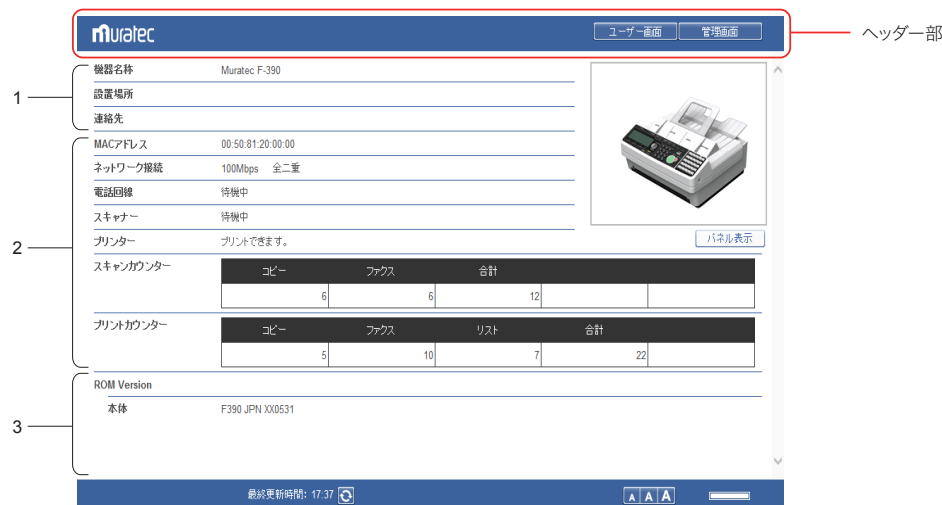 muratec ユーザー画面 管理画面 ヘッダー部
1
機器名称 Muratec F-390
設置場所
連絡先
2
MACアドレス 00:50:81:20:00:00
ネットワーク接続 100Mbps 全二重
電話回線 待機中
スキャナー 待機中
プリンター プリントできます。
パネル表示
スキャンカウンター コピー ファクス 合計
6 6 12
プリントカウンター コピー ファクス リスト 合計
5 10 7 22
3
ROM Version
本体 F390 JPN XX0531
最終更新時間: 17:37 A A A